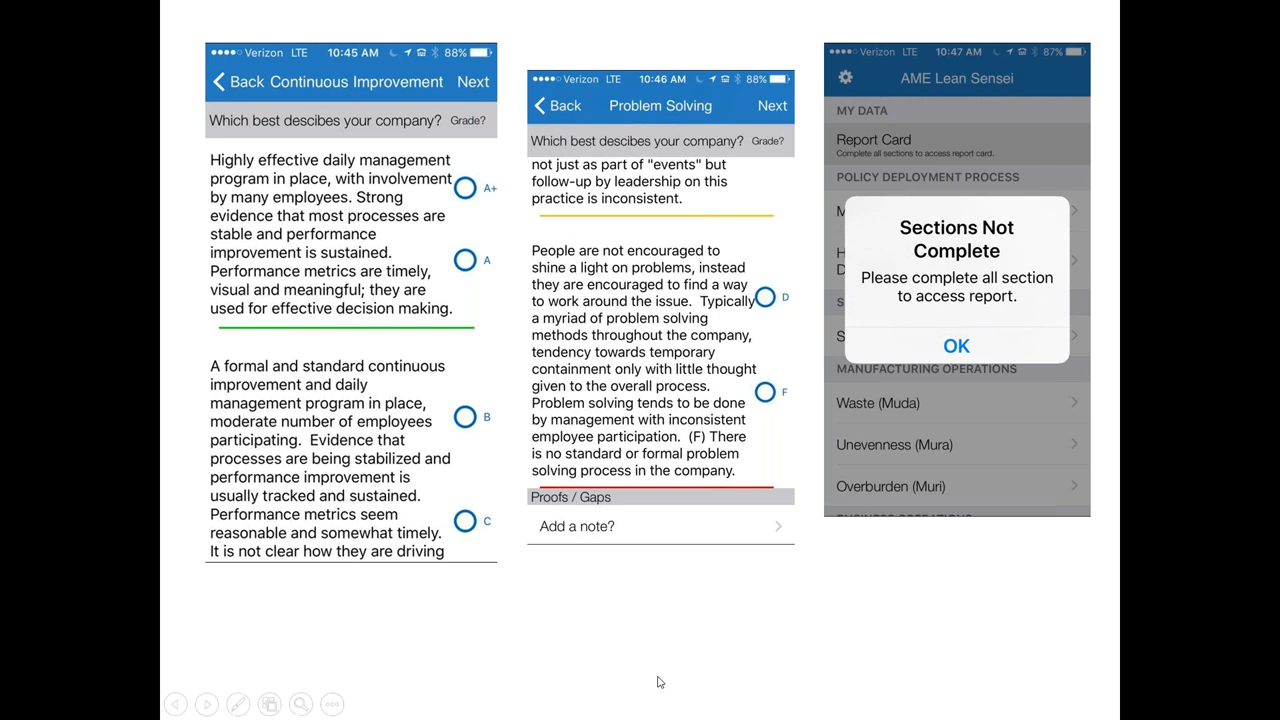 Verizon LTE 10:45 AM 88%
Back Continuous Improvement Next
Which best descibes your company? Grade?
Highly effective daily management
program in place, with involvement
by many employees. Strong
evidence that most processes are
stable and performance
improvement is sustained.
Performance metrics are timely,
visual and meaningful; they are
used for effective decision making.
A+
A
A formal and standard continuous
improvement and daily
management program in place,
moderate number of employees
participating. Evidence that
processes are being stabilized and
performance improvement is
usually tracked and sustained.
Performance metrics seem
reasonable and somewhat timely.
It is not clear how they are driving
B
C
Verizon LTE 10:46 AM 88%
Back Problem Solving Next
Which best descibes your company? Grade?
not just as part of "events" but
follow-up by leadership on this
practice is inconsistent.
People are not encouraged to
shine a light on problems, instead
they are encouraged to find a way
to work around the issue. Typically
a myriad of problem solving
methods throughout the company,
tendency towards temporary
containment only with little thought
given to the overall process.
Problem solving tends to be done
by management with inconsistent
employee participation. (F) There
is no standard or formal problem
solving process in the company.
D
F
Proofs / Gaps
Add a note?
Verizon LTE 10:47 AM 87%
AME Lean Sensei
MY DATA
Report Card
Complete all sections to access report card.
POLICY DEPLOYMENT PROCESS
M
H
D
S
S
Sections Not
Complete
Please complete all section
to access report.
OK
MANUFACTURING OPERATIONS
Waste (Muda)
Unevenness (Mura)
Overburden (Muri)